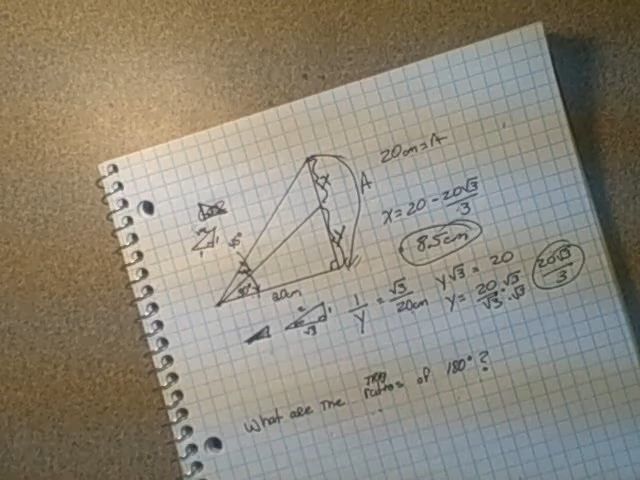 20cm = A
x = 20 - 20√3/3
8.5cm
x
A
y
20cm
30°
1/y = √3/20cm
y√3 = 20
y = 20/√3 · √3/√3
20√3/3
√3
What are the trig ratios of 180°?